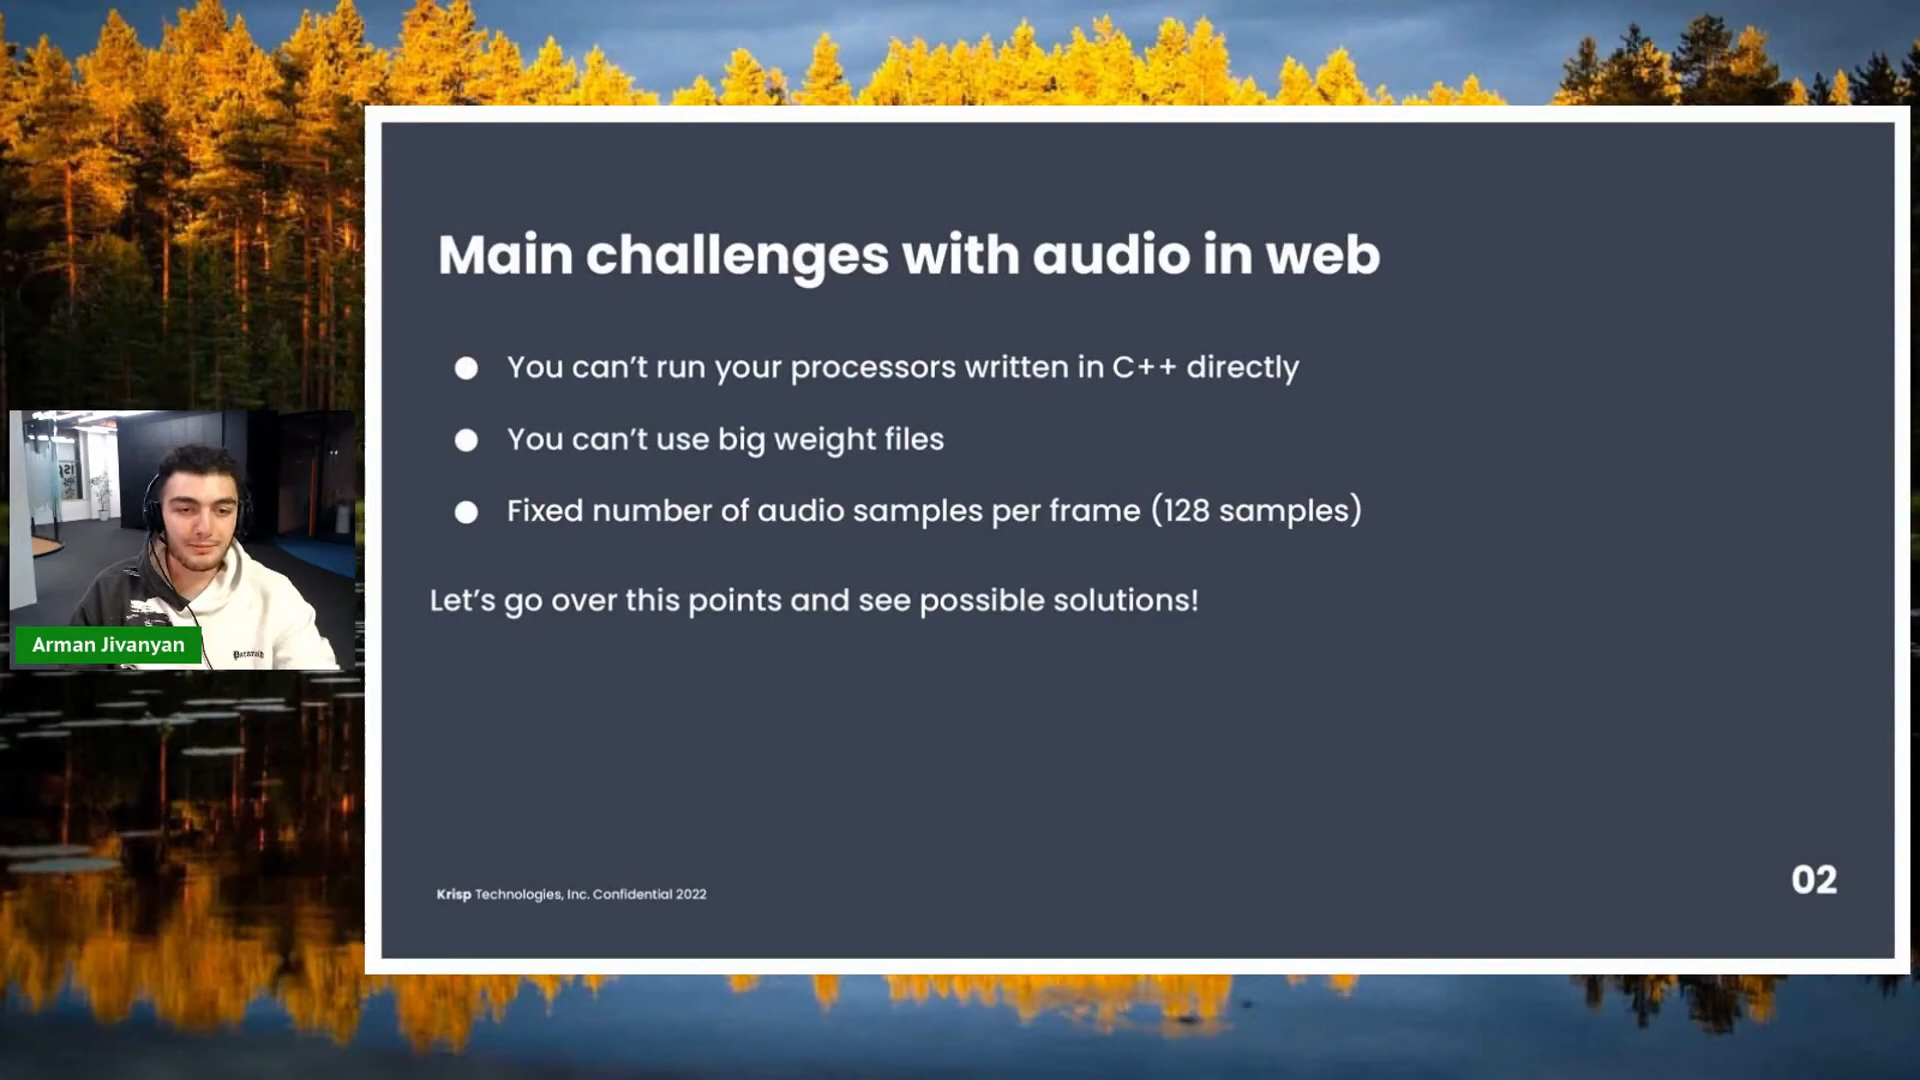 Main challenges with audio in web
You can’t run your processors written in C++ directly
You can’t use big weight files
Fixed number of audio samples per frame (128 samples)
Let’s go over this points and see possible solutions!
Arman Jivanyan
Krisp Technologies, Inc. Confidential 2022
02